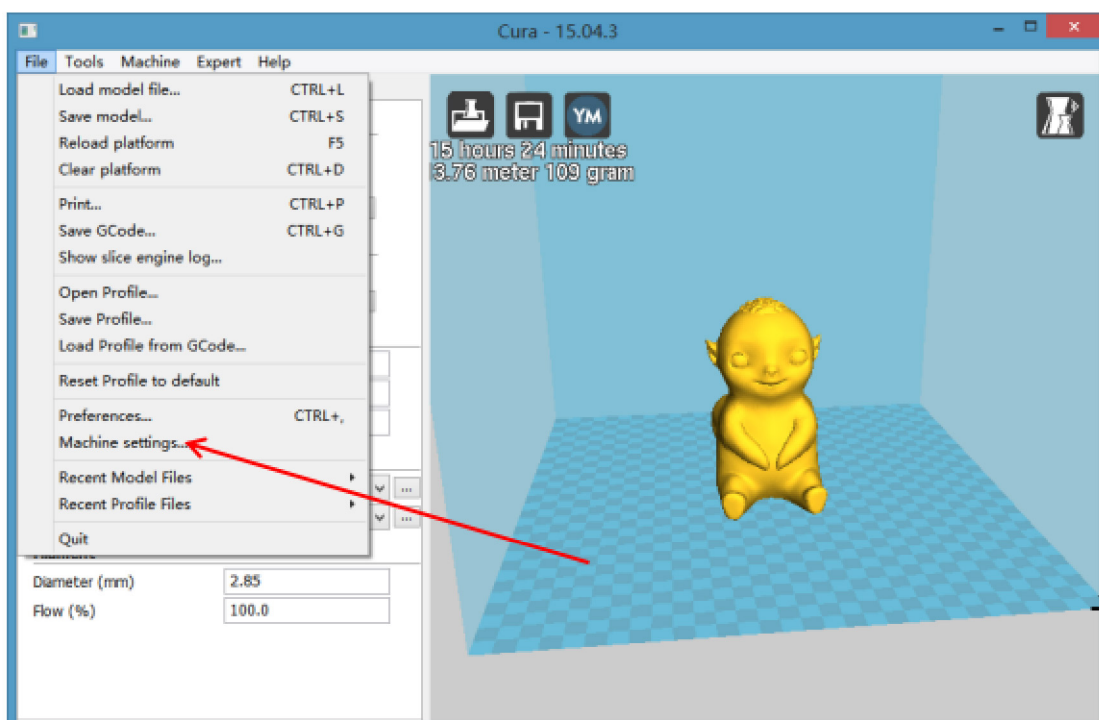 Cura - 15.04.3
File Tools Machine Expert Help
Load model file... CTRL+L
Save model... CTRL+S
Reload platform F5
Clear platform CTRL+D
Print... CTRL+P
Save GCode... CTRL+G
Show slice engine log...
Open Profile...
Save Profile...
Load Profile from GCode...
Reset Profile to default
Preferences... CTRL+,
Machine settings...
Recent Model Files
Recent Profile Files
Quit
Diameter (mm) 2.85
Flow (%) 100.0
YM
15 hours 24 minutes
3.76 meter 109 gram